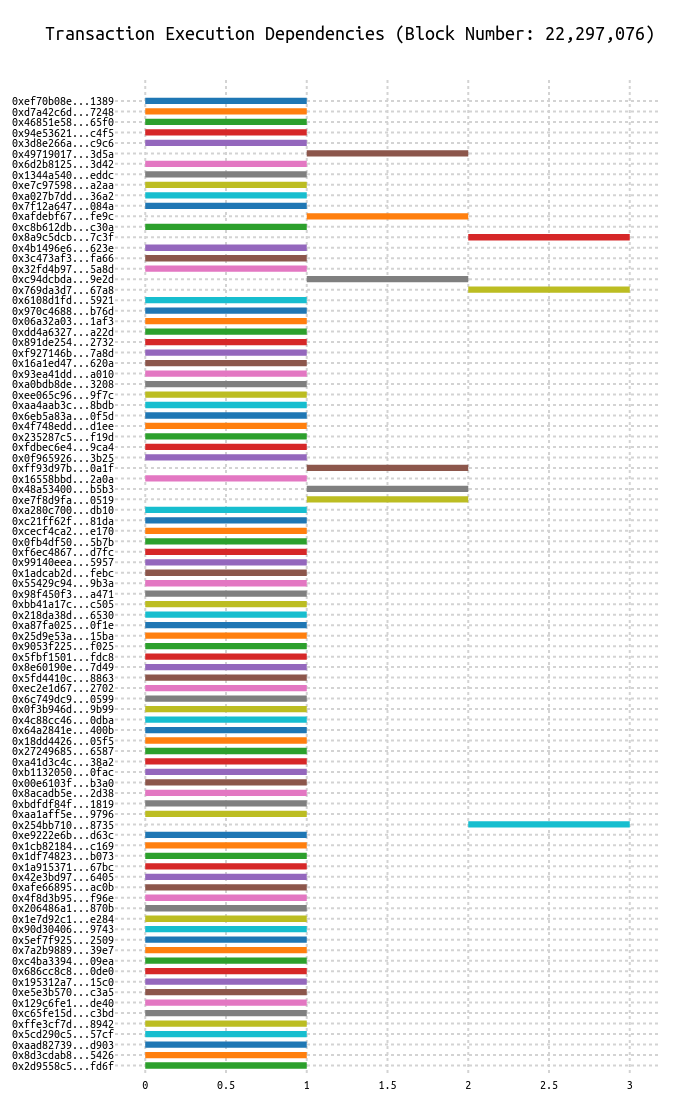 Transaction Execution Dependencies (Block Number: 22,297,076)
0xef70b08e...1389
0xd7a42c6d...7248
0x46851e58...65f0
0x94e53621...c4f5
0x3d8e266a...c9c6
0x49719017...3d5a
0x6d2b8125...3d42
0x1344a540...eddc
0xe7c97598...a2aa
0xa027b7dd...36a2
0x7f12a647...084a
0xafdebf67...fe9c
0xc8b612db...c30a
0x8a9c5dcb...7c3f
0x4b1496e6...623e
0x3c473af3...fa66
0x32fd4b97...5a8d
0xc94dcbda...9e2d
0x769da3d7...67a8
0x6108d1fd...5921
0x970c4688...b76d
0x06a32a03...1af3
0xdd4a6327...a22d
0x891de254...2732
0xf927146b...7a8d
0x16a1ed47...620a
0x93ea41dd...a010
0xa0bdb8de...3208
0xee065c96...9f7c
0xaa4aab3c...8bdb
0x6eb5a83a...0f5d
0x4f748edd...d1ee
0x235287c5...f19d
0xfdbec6e4...9ca4
0x0f965926...3b25
0xff93d97b...0a1f
0x16558bbd...2a0a
0x48a53400...b5b3
0xe7f8d9fa...0519
0xa280c700...db10
0xc21ff62f...81da
0xcecf4ca2...e170
0x0fb4df50...5b7b
0xf6ec4867...d7fc
0x99140eea...5957
0x1adcab2d...febc
0x55429c94...9b3a
0x98f450f3...a471
0xbb41a17c...c505
0x218da38d...6530
0xa87fa025...0f1e
0x25d9e53a...15ba
0x9053f225...f025
0x5fbf1501...fdc8
0x8e60190e...7d49
0x5fd4410c...8863
0xec2e1d67...2702
0x6c749dc9...0599
0x0f3b946d...9b99
0x4c88cc46...0dba
0x64a2841e...400b
0x18dd4426...05f5
0x27249685...6587
0xa41d3c4c...38a2
0xb1132050...0fac
0x00e6103f...b3a0
0x8acadb5e...2d38
0xbdfdf84f...1819
0xaa1aff5e...9796
0x254bb710...8735
0xe9222e6b...d63c
0x1cb82184...c169
0x1df74823...b073
0x1a915371...67bc
0x42e3bd97...6405
0xafe66895...ac0b
0x4f8d3b95...f96e
0x206486a1...870b
0x1e7d92c1...e284
0x90d30406...9743
0x5ef7f925...2509
0x7a2b9889...39e7
0xc4ba3394...09ea
0x686cc8c8...0de0
0x195312a7...15c0
0xe5e3b570...c3a5
0x129c6fe1...de40
0xc65fe15d...c3bd
0xffe3cf7d...8942
0x5cd290c5...57cf
0xaad82739...d903
0x8d3cdab8...5426
0x2d9558c5...fd6f
0 0.5 1 1.5 2 2.5 3